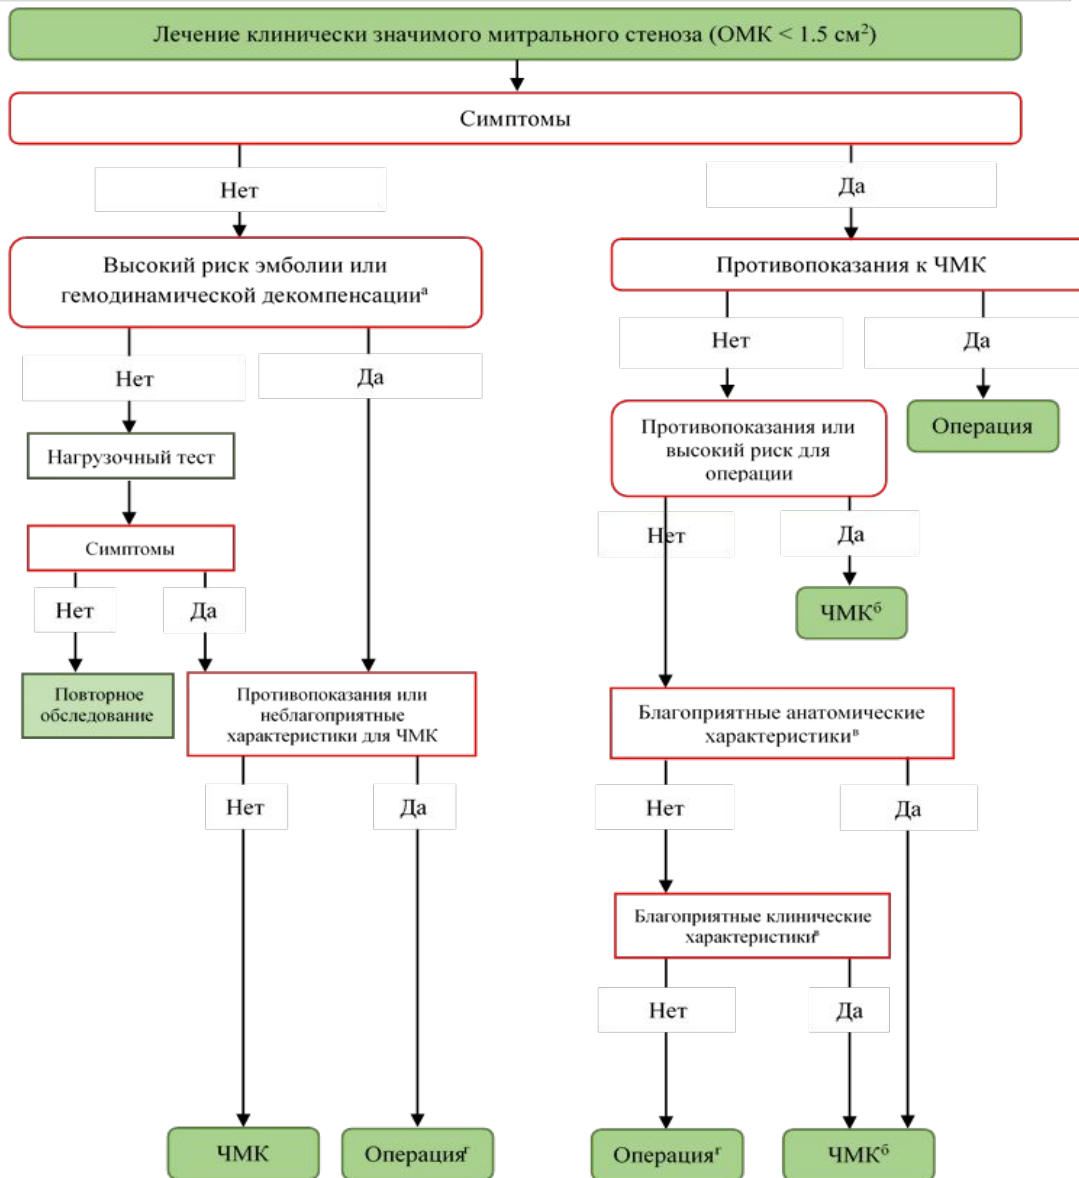 Лечение клинически значимого митрального стеноза (ОМК < 1.5 см²)
Симптомы
Нет
Да
Высокий риск эмболии или
гемодинамической декомпенсацииᵃ
Противопоказания к ЧМК
Нет
Да
Нет
Да
Нагрузочный тест
Противопоказания или
высокий риск для
операции
Операция
Симптомы
Нет
Да
Нет
Да
ЧМКᵇ
Повторное
обследование
Противопоказания или
неблагоприятные
характеристики для ЧМК
Благоприятные анатомические
характеристикиᵛ
Нет
Да
Нет
Да
Благоприятные клинические
характеристикиᵛ
Нет
Да
ЧМК
Операцияᴦ
Операцияᴦ
ЧМКᵇ